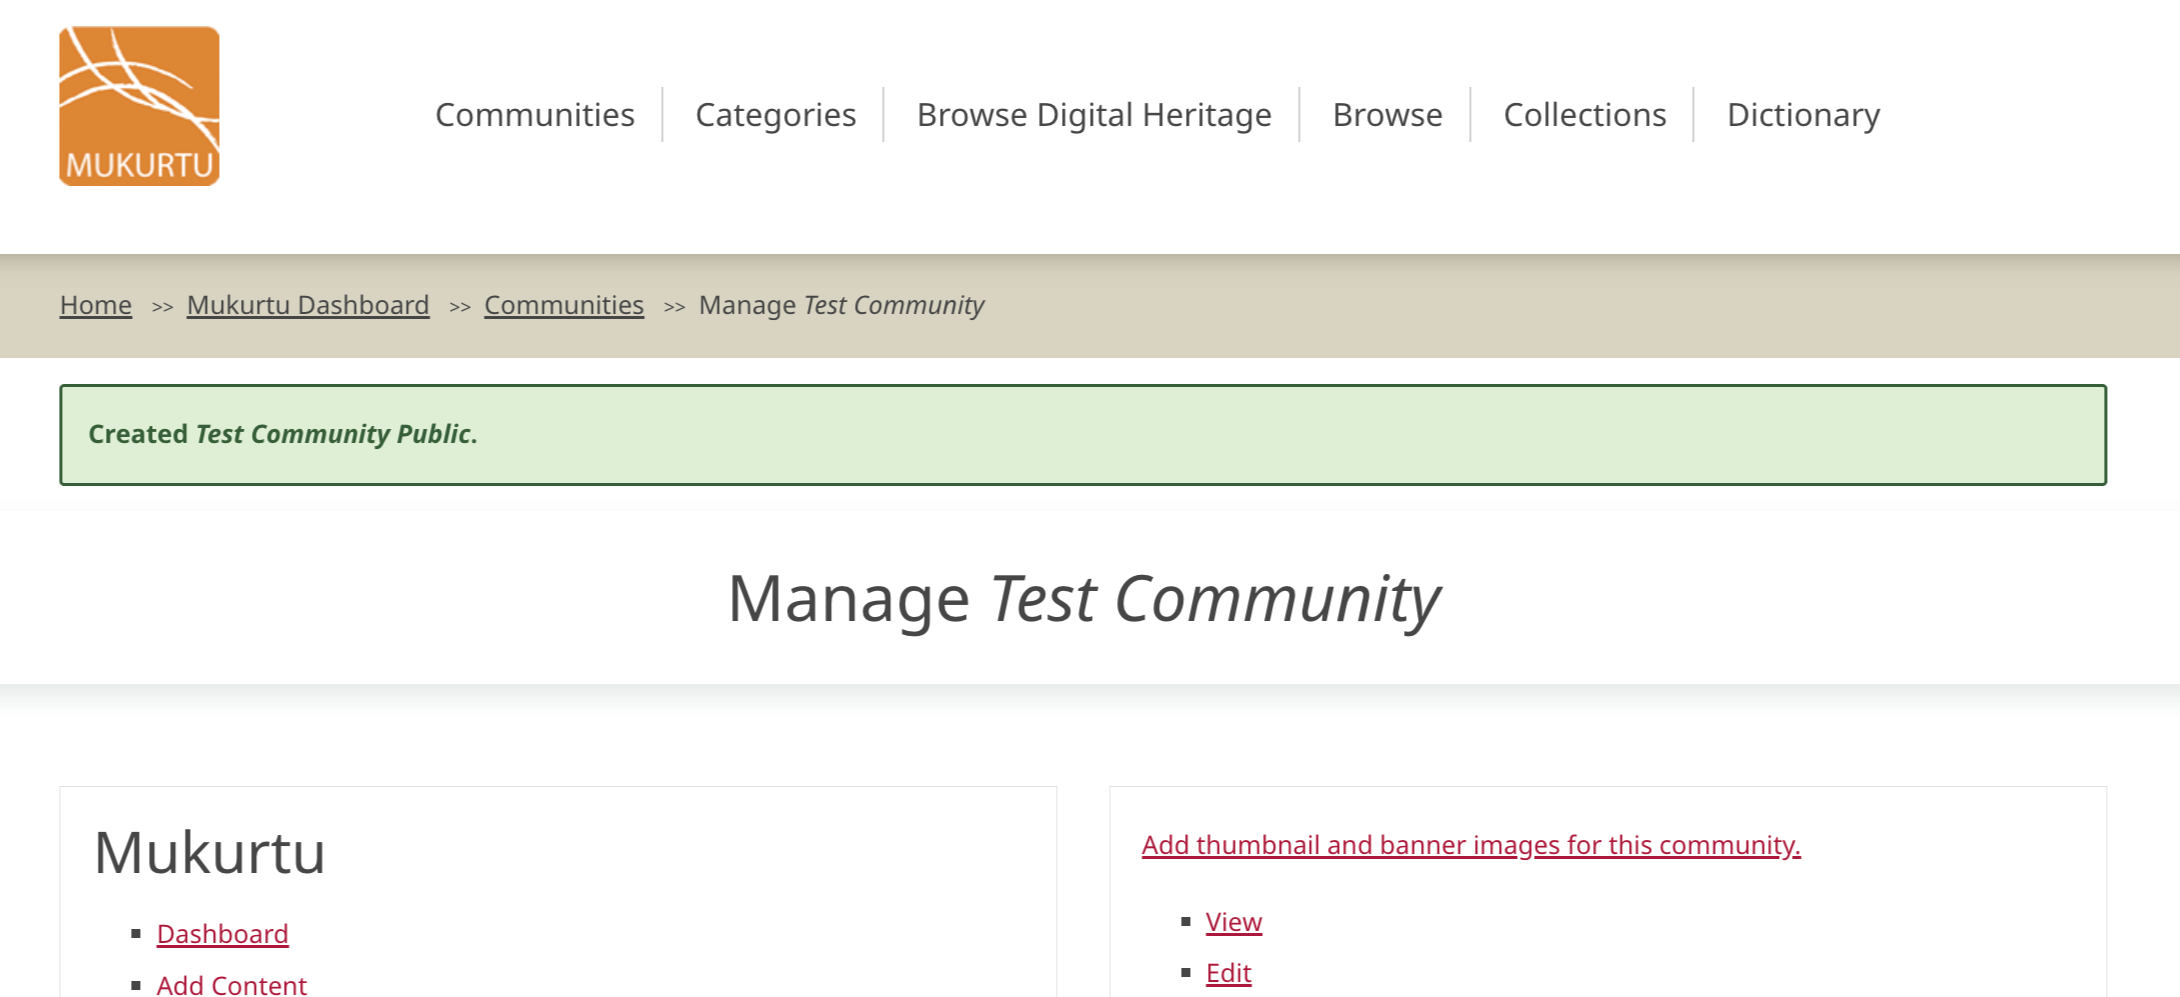 MUKURTU
Communities
Categories
Browse Digital Heritage
Browse
Collections
Dictionary
Home >> Mukurtu Dashboard >> Communities >> Manage Test Community
Created Test Community Public.
Manage Test Community
Mukurtu
Dashboard
Add Content
Add thumbnail and banner images for this community.
View
Edit